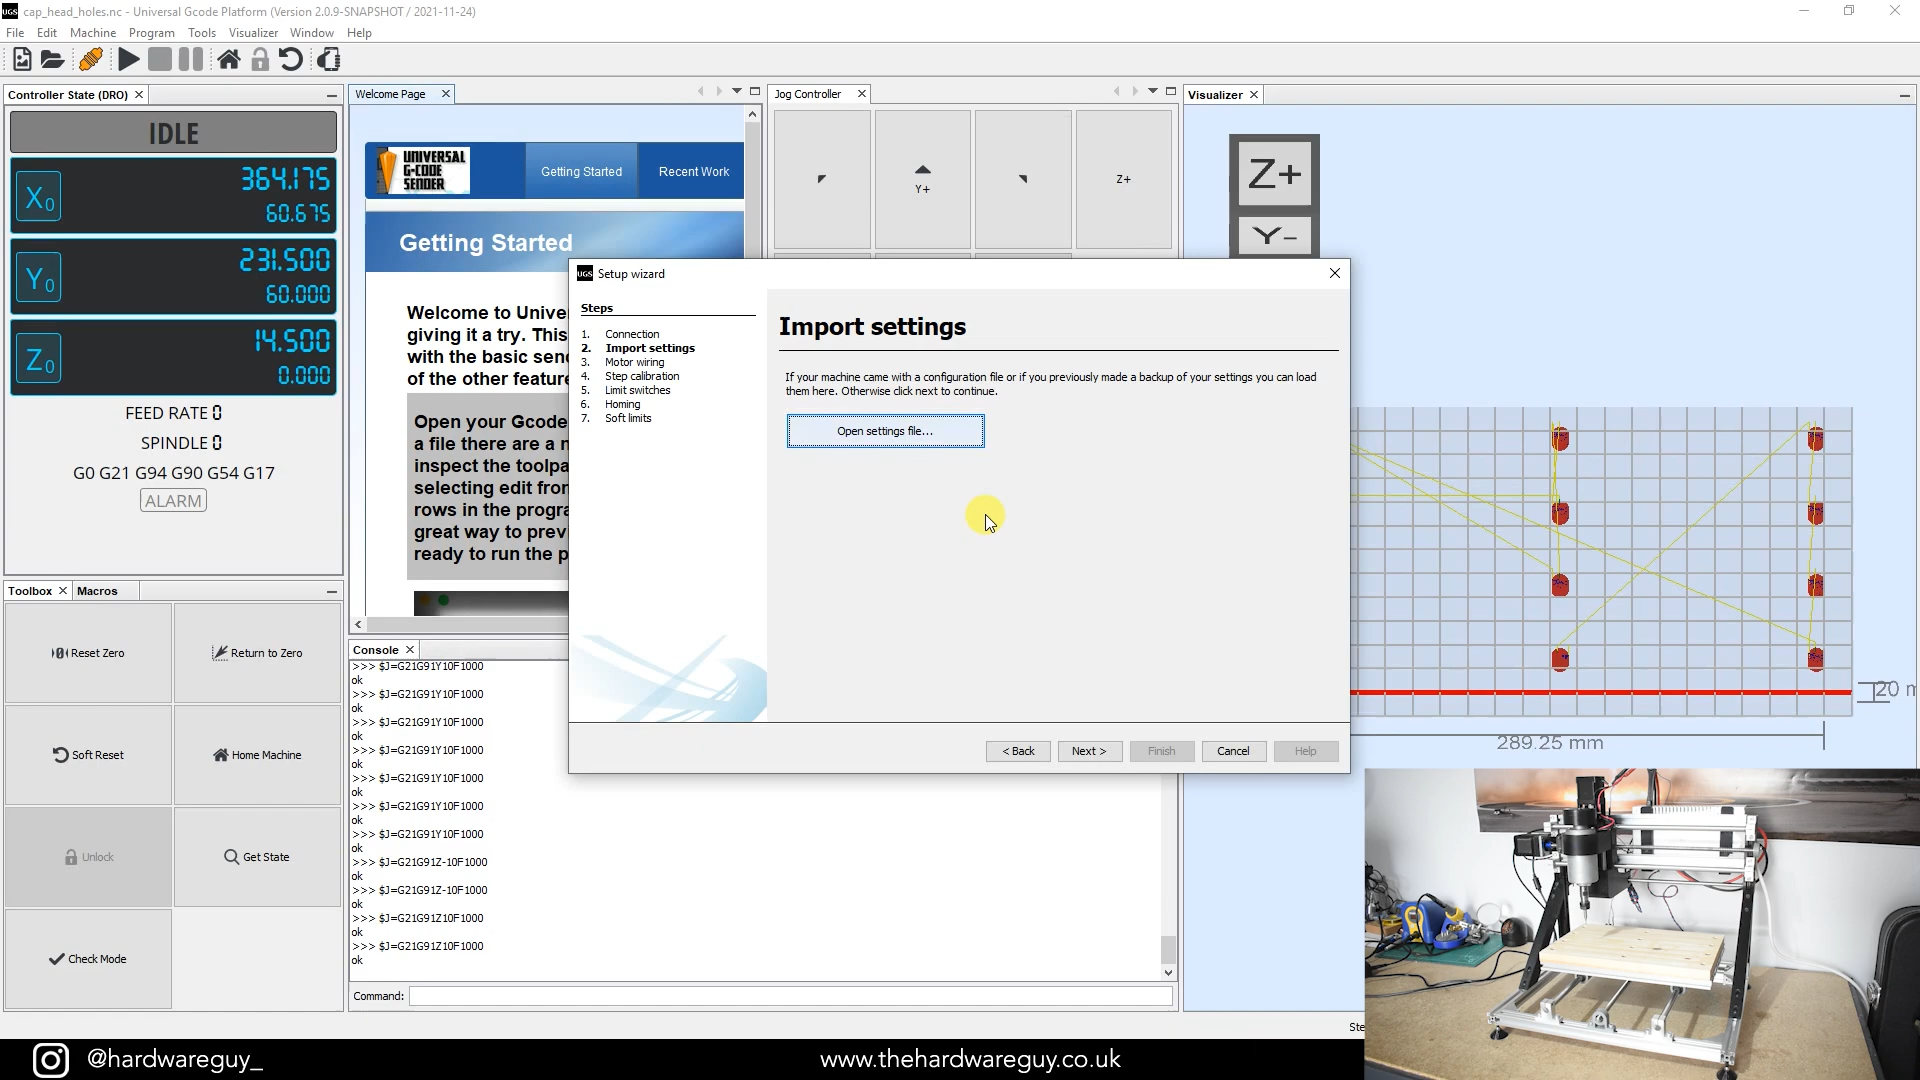 UGS cap_head_holes.nc - Universal Gcode Platform (Version 2.0.9-SNAPSHOT / 2021-11-24)
File Edit Machine Program Tools Visualizer Window Help
Controller State (DRO)
IDLE
X0 364.175
60.675
Y0 231.500
60.000
Z0 14.500
0.000
FEED RATE 0
SPINDLE 0
G0 G21 G94 G90 G54 G17
ALARM
Toolbox Macros
Reset Zero Return to Zero
Soft Reset Home Machine
Unlock Get State
Check Mode
Welcome Page
UNIVERSAL
G-CODE
SENDER
Getting Started Recent Work
Getting Started
Welcome to Unive
giving it a try. This
with the basic sen
of the other feature
Open your Gcode
a file there are a
inspect the toolpa
selecting edit fro
rows in the progra
great way to prev
ready to run the p
Console
>>> $J=G21G91Y10F1000
ok
>>> $J=G21G91Y10F1000
ok
>>> $J=G21G91Y10F1000
ok
>>> $J=G21G91Y10F1000
ok
>>> $J=G21G91Y10F1000
ok
>>> $J=G21G91Y10F1000
ok
>>> $J=G21G91Y10F1000
ok
>>> $J=G21G91Z-10F1000
ok
>>> $J=G21G91Z-10F1000
ok
>>> $J=G21G91Z10F1000
ok
>>> $J=G21G91Z10F1000
ok
Command:
Jog Controller
Y+ Z+
Visualizer
Z+
Y-
UGS Setup wizard
Steps
1. Connection
2. Import settings
3. Motor wiring
4. Step calibration
5. Limit switches
6. Homing
7. Soft limits
Import settings
If your machine came with a configuration file or if you previously made a backup of your settings you can load
them here. Otherwise click next to continue.
Open settings file...
< Back Next > Finish Cancel Help
20 m
289.25 mm
Ste
@hardwareguy_ www.thehardwareguy.co.uk